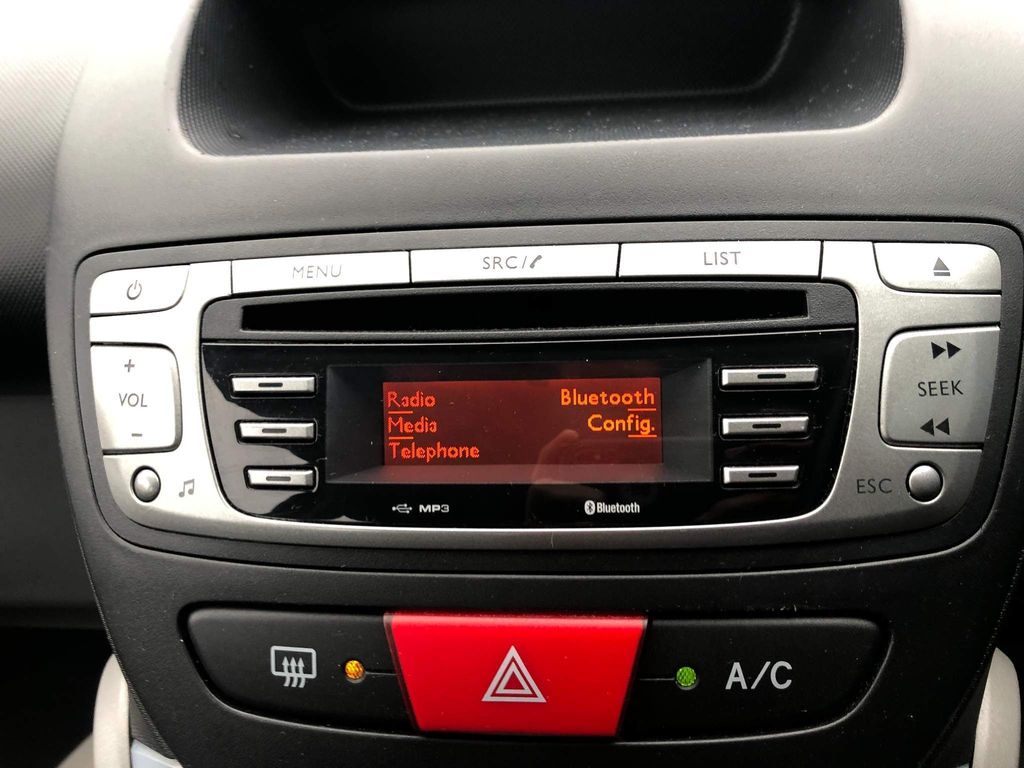 MENU
SRC/
LIST
+
VOL
-
SEEK
ESC
Radio
Media
Telephone
Bluetooth
Config.
MP3
Bluetooth
A/C